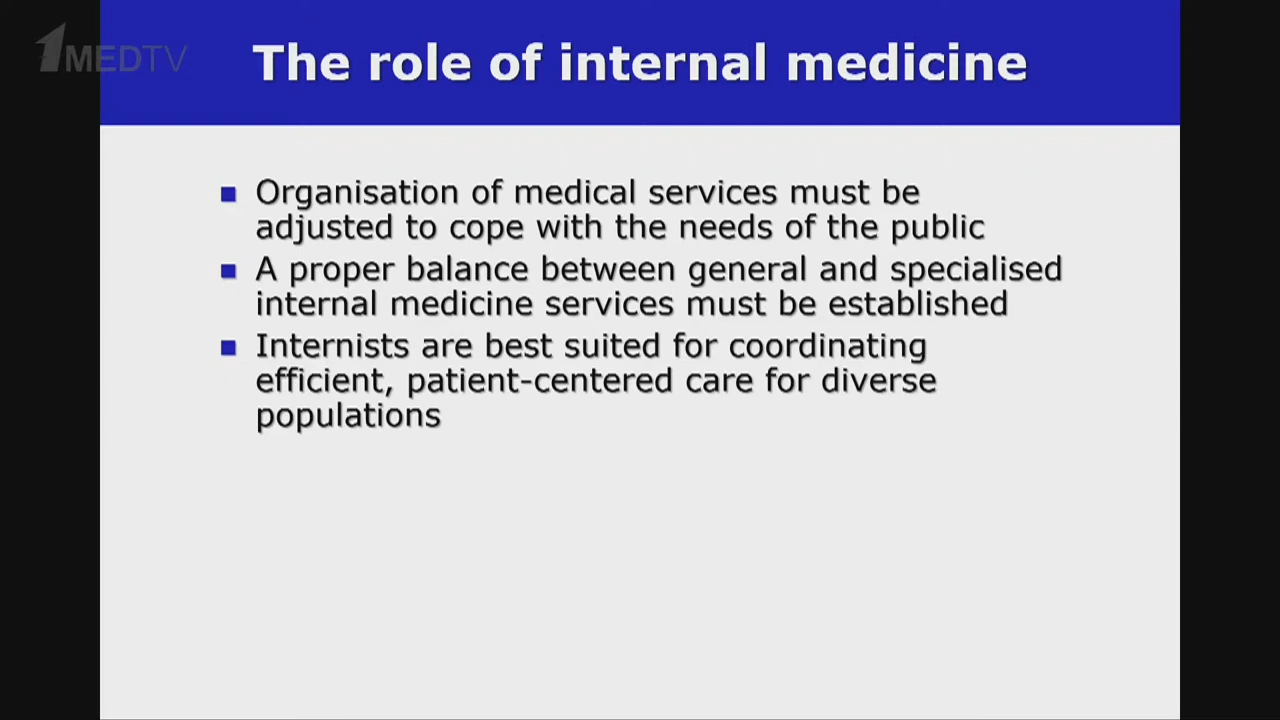 1MEDTV
The role of internal medicine
Organisation of medical services must be
adjusted to cope with the needs of the public
A proper balance between general and specialised
internal medicine services must be established
Internists are best suited for coordinating
efficient, patient-centered care for diverse
populations